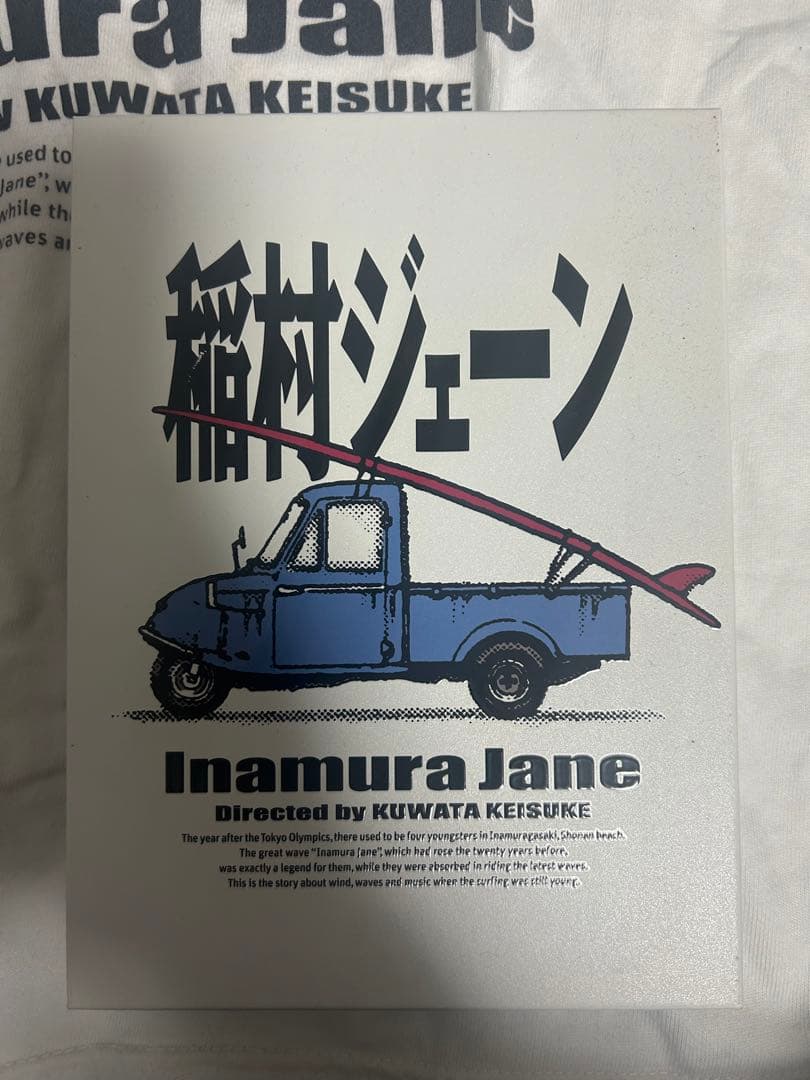 ura Jane
y KUWATA KEISUKE
used to
Jane", w
while th
waves a
稲村ジェーン
Inamura Jane
Directed by KUWATA KEISUKE
The year after the Tokyo Olympics, there used to be four youngsters in Inamuragasaki, Shonan beach.
The great wave "Inamura Jane", which had rose the twenty years before,
was exactly a legend for them, while they were absorbed in riding the latest waves.
This is the story about wind, waves and music when the surfing was still young.